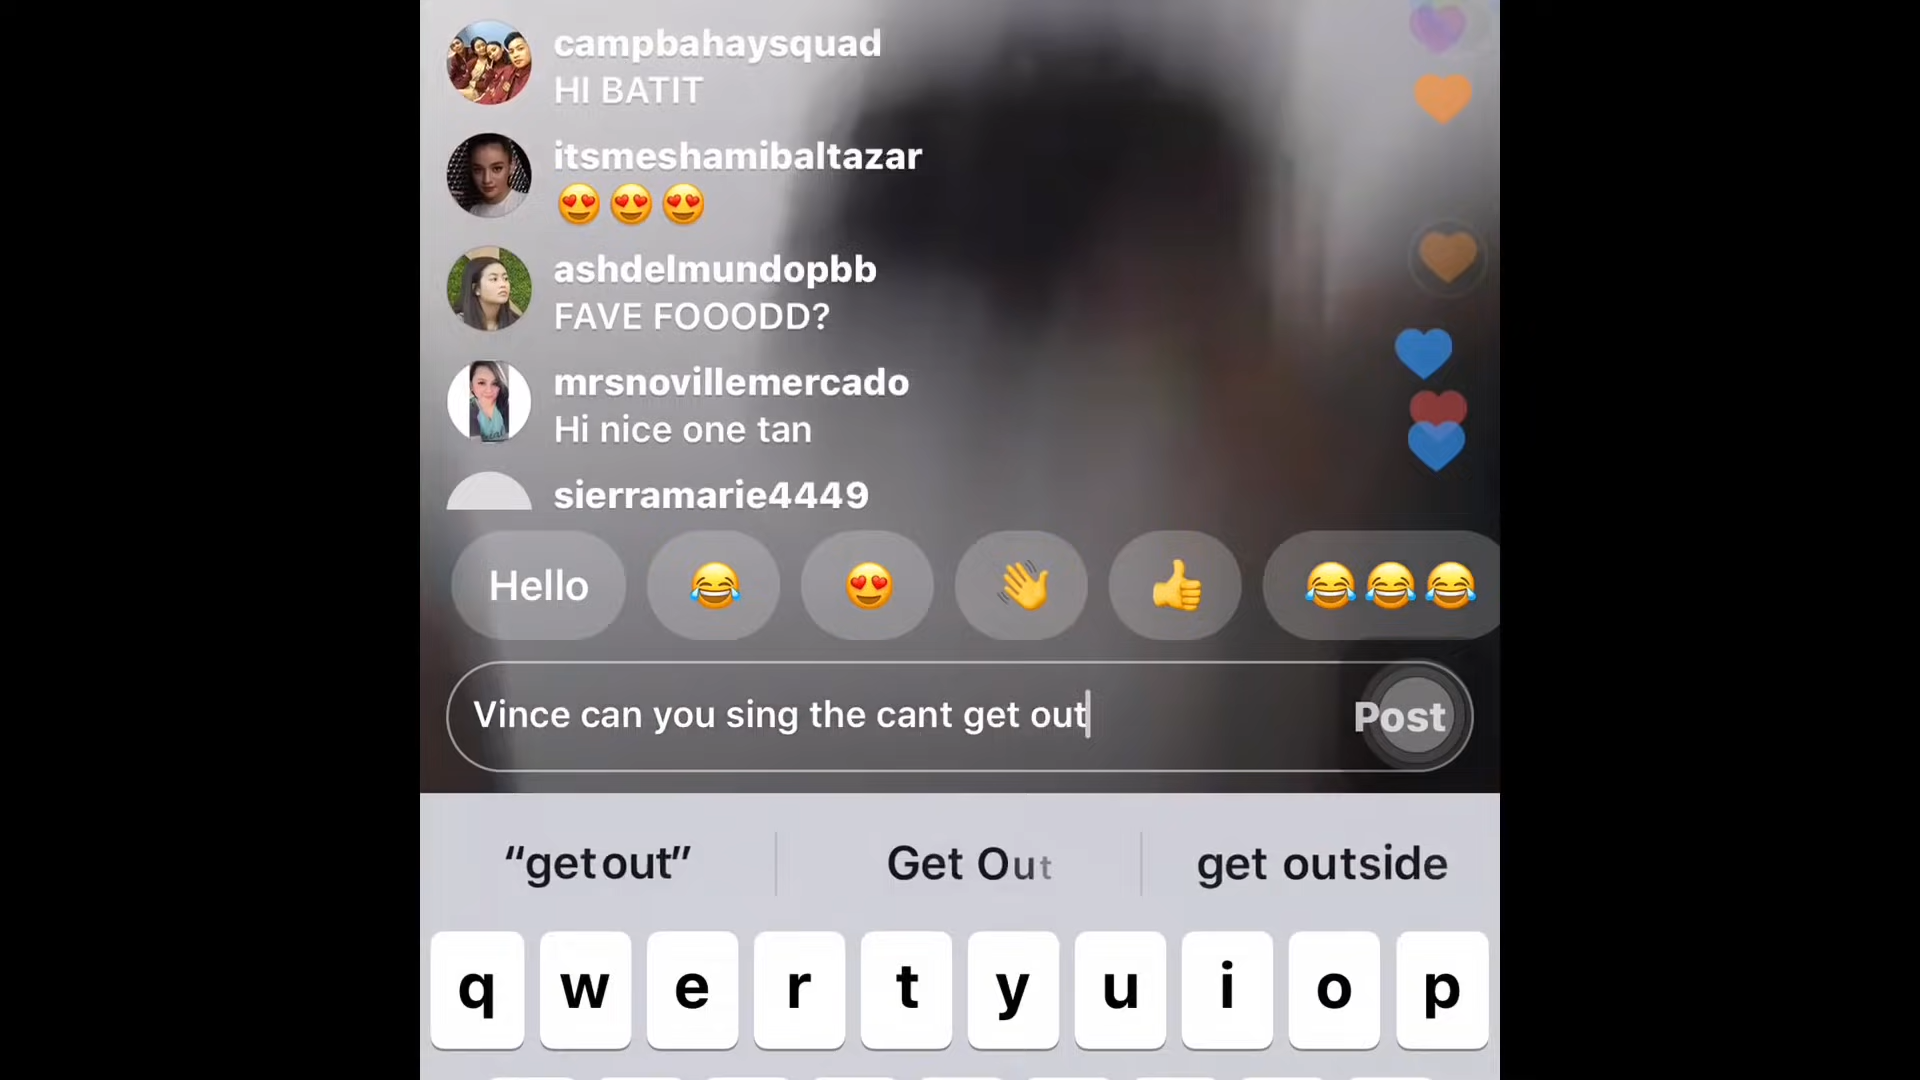 campbahaysquad
HI BATIT
itsmeshamibaltazar
😍😍😍
ashdelmundopbb
FAVE FOOODD?
mrsnovillemercado
Hi nice one tan
sierramarie4449
Hello 😂 😍 👋 👍 😂😂😂
Vince can you sing the cant get out Post
“getout” Get Out get outside
q w e r t y u i o p